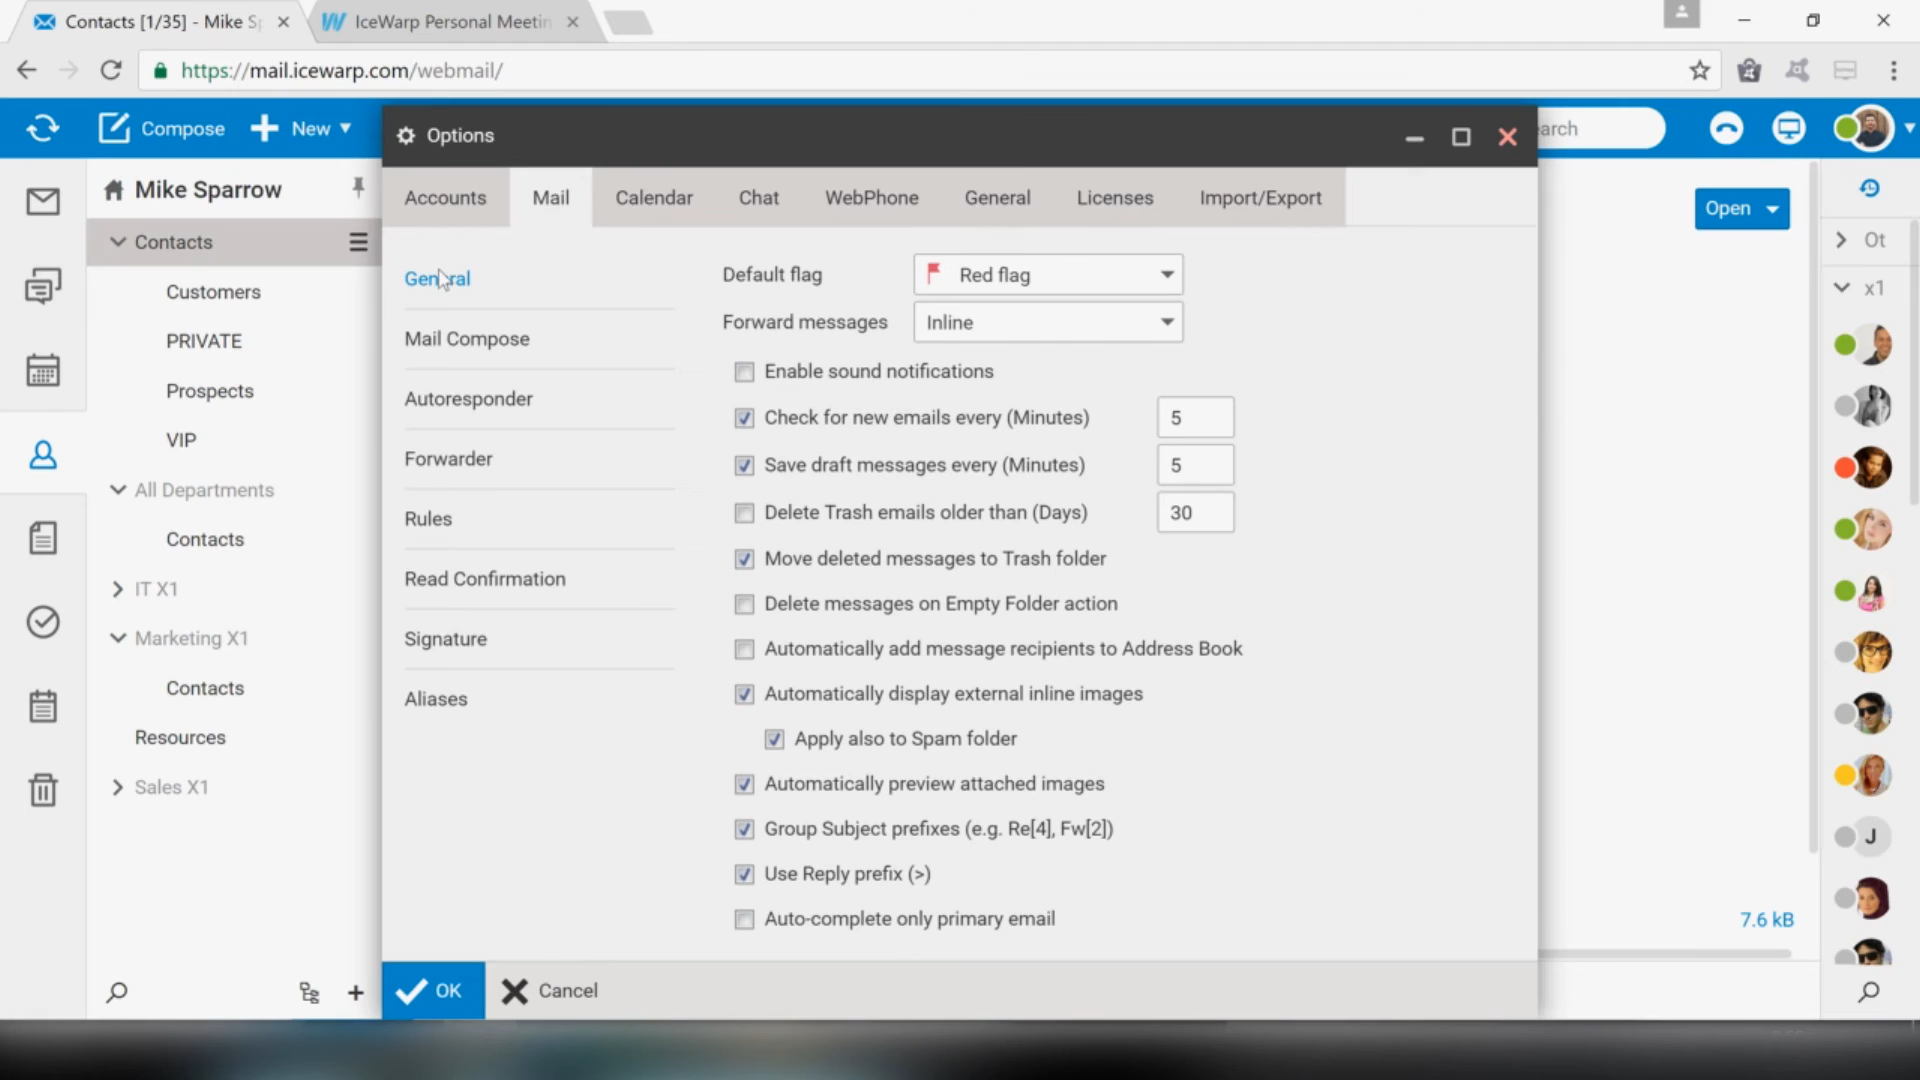 Contacts [1/35] - Mike S
IceWarp Personal Meetin
https://mail.icewarp.com/webmail/
Compose
New
Options
arch
Mike Sparrow
Accounts
Mail
Calendar
Chat
WebPhone
General
Licenses
Import/Export
Open
Contacts
Ot
Customers
General
Default flag
Red flag
x1
PRIVATE
Mail Compose
Forward messages
Inline
Prospects
Autoresponder
Enable sound notifications
VIP
Forwarder
Check for new emails every (Minutes)
5
All Departments
Save draft messages every (Minutes)
5
Contacts
Rules
Delete Trash emails older than (Days)
30
IT X1
Read Confirmation
Move deleted messages to Trash folder
Marketing X1
Signature
Delete messages on Empty Folder action
Automatically add message recipients to Address Book
Contacts
Aliases
Automatically display external inline images
Resources
Apply also to Spam folder
Sales X1
Automatically preview attached images
Group Subject prefixes (e.g. Re[4], Fw[2])
J
Use Reply prefix (>)
Auto-complete only primary email
7.6 kB
OK
Cancel